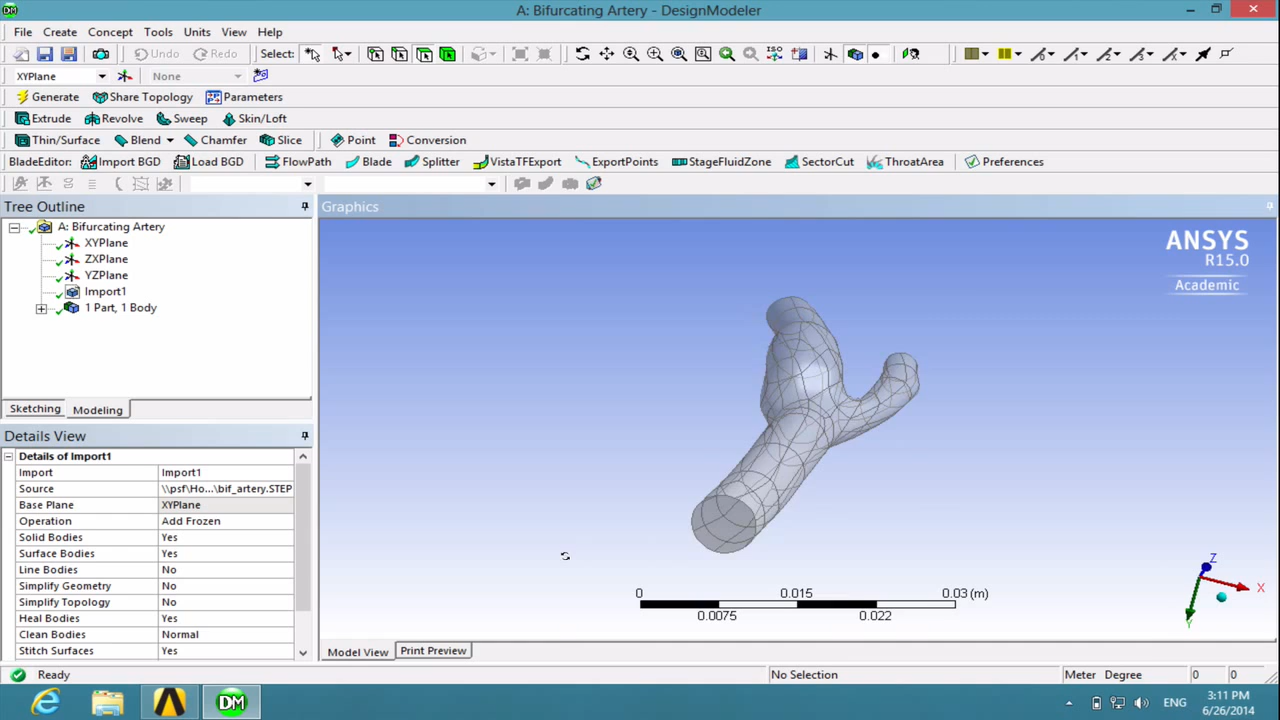 A: Bifurcating Artery - DesignModeler
File Create Concept Tools Units View Help
Undo Redo Select: ISO
XYPlane None
Generate Share Topology Parameters
Extrude Revolve Sweep Skin/Loft
Thin/Surface Blend Chamfer Slice Point Conversion
BladeEditor: Import BGD Load BGD FlowPath Blade Splitter VistaTFExport ExportPoints StageFluidZone SectorCut ThroatArea Preferences
Tree Outline
A: Bifurcating Artery
XYPlane
ZXPlane
YZPlane
Import1
1 Part, 1 Body
Sketching Modeling
Details View
Details of Import1
Import Import1
Source \\psf\Ho...\bif_artery.STEP
Base Plane XYPlane
Operation Add Frozen
Solid Bodies Yes
Surface Bodies Yes
Line Bodies No
Simplify Geometry No
Simplify Topology No
Heal Bodies Yes
Clean Bodies Normal
Stitch Surfaces Yes
Graphics
ANSYS
R15.0
Academic
0 0.015 0.03 (m)
0.0075 0.022
Z
X
Y
Model View Print Preview
Ready No Selection Meter Degree 0 0
DM ENG 3:11 PM
6/26/2014